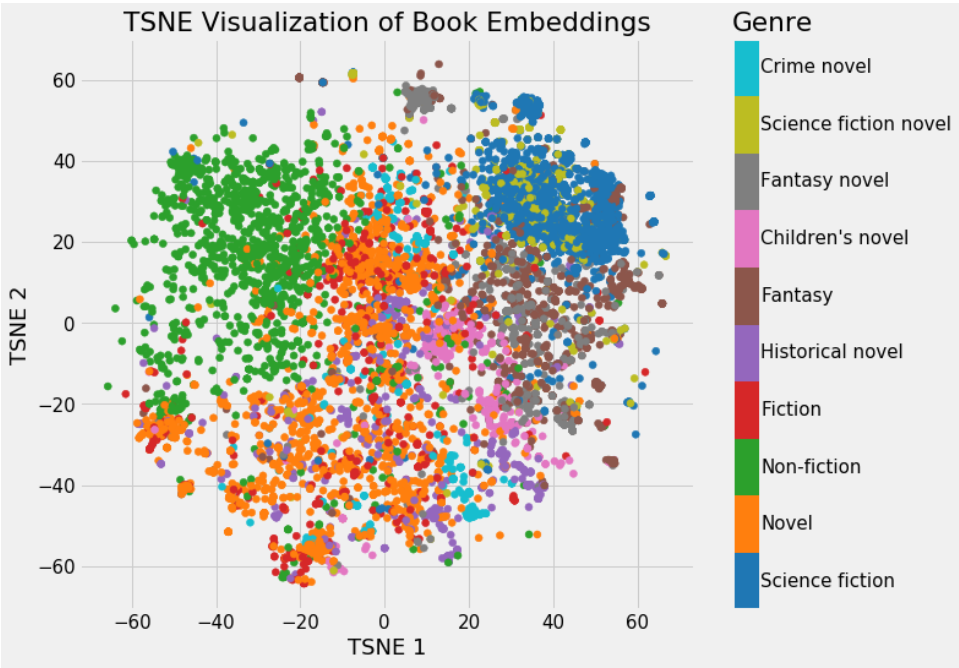 TSNE Visualization of Book Embeddings
Genre
Crime novel
Science fiction novel
Fantasy novel
Children's novel
Fantasy
Historical novel
Fiction
Non-fiction
Novel
Science fiction
TSNE 2
60
40
20
0
−20
−40
−60
−60 −40 −20 0 20 40 60
TSNE 1